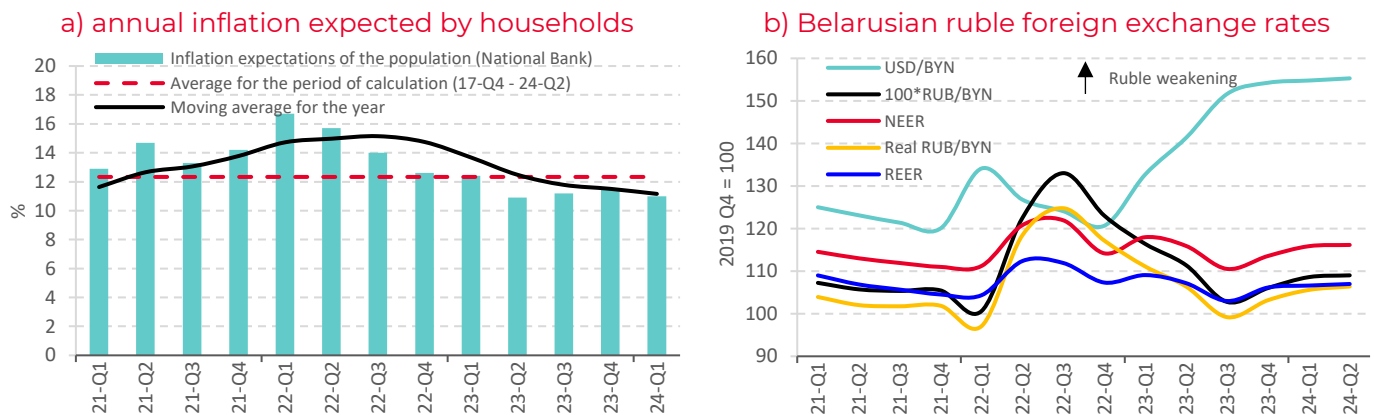 a) annual inflation expected by households
Inflation expectations of the population (National Bank)
Average for the period of calculation (17-Q4 - 24-Q2)
Moving average for the year
20
18
16
14
12
10
8
6
4
2
0
%
21-Q1
21-Q2
21-Q3
21-Q4
22-Q1
22-Q2
22-Q3
22-Q4
23-Q1
23-Q2
23-Q3
23-Q4
24-Q1
b) Belarusian ruble foreign exchange rates
USD/BYN
100*RUB/BYN
NEER
Real RUB/BYN
REER
Ruble weakening
160
150
140
130
120
110
100
90
2019 Q4 = 100
21-Q1
21-Q2
21-Q3
21-Q4
22-Q1
22-Q2
22-Q3
22-Q4
23-Q1
23-Q2
23-Q3
23-Q4
24-Q1
24-Q2